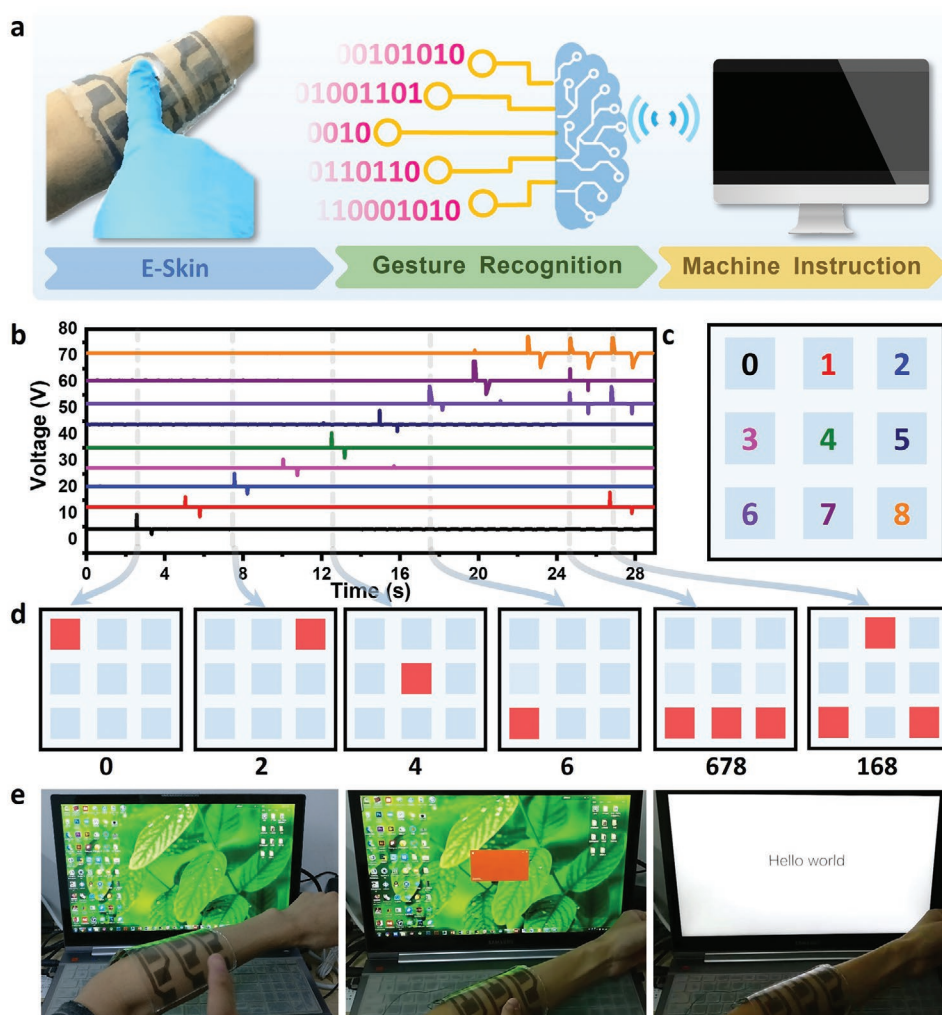 a
00101010
01001101
0010
0110110
110001010
E-Skin
Gesture Recognition
Machine Instruction
b
Voltage (V)
80
70
60
50
40
30
20
10
0
0 4 8 12 16 20 24 28
Time (s)
c
0 1 2
3 4 5
6 7 8
d
0 2 4 6 678 168
e
Hello world